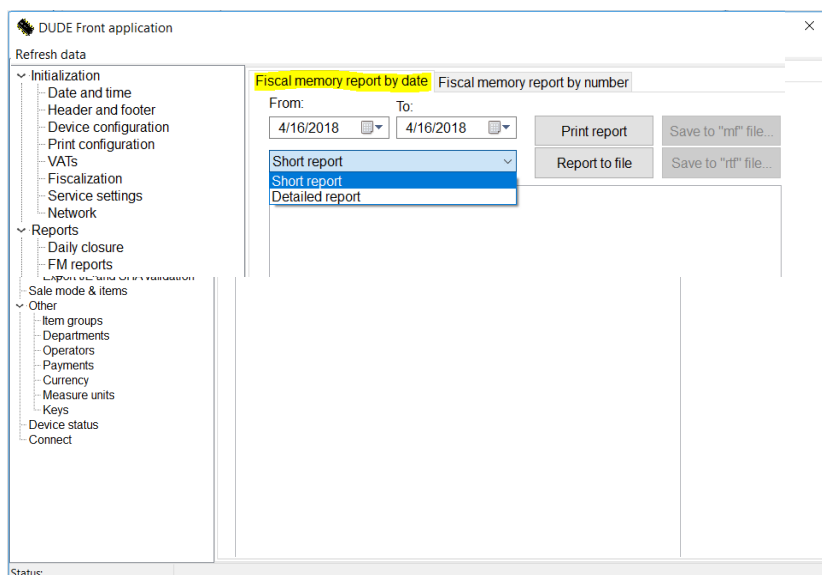 DUDE Front application
Refresh data
Initialization
Date and time
Header and footer
Device configuration
Print configuration
VATs
Fiscalization
Service settings
Network
Reports
Daily closure
FM reports
Sale mode & items
Other
Item groups
Departments
Operators
Payments
Currency
Measure units
Keys
Device status
Connect
Fiscal memory report by date Fiscal memory report by number
From: To:
4/16/2018 4/16/2018 Print report Save to "mf" file...
Short report Report to file Save to "rtf" file...
Short report
Detailed report
Status: